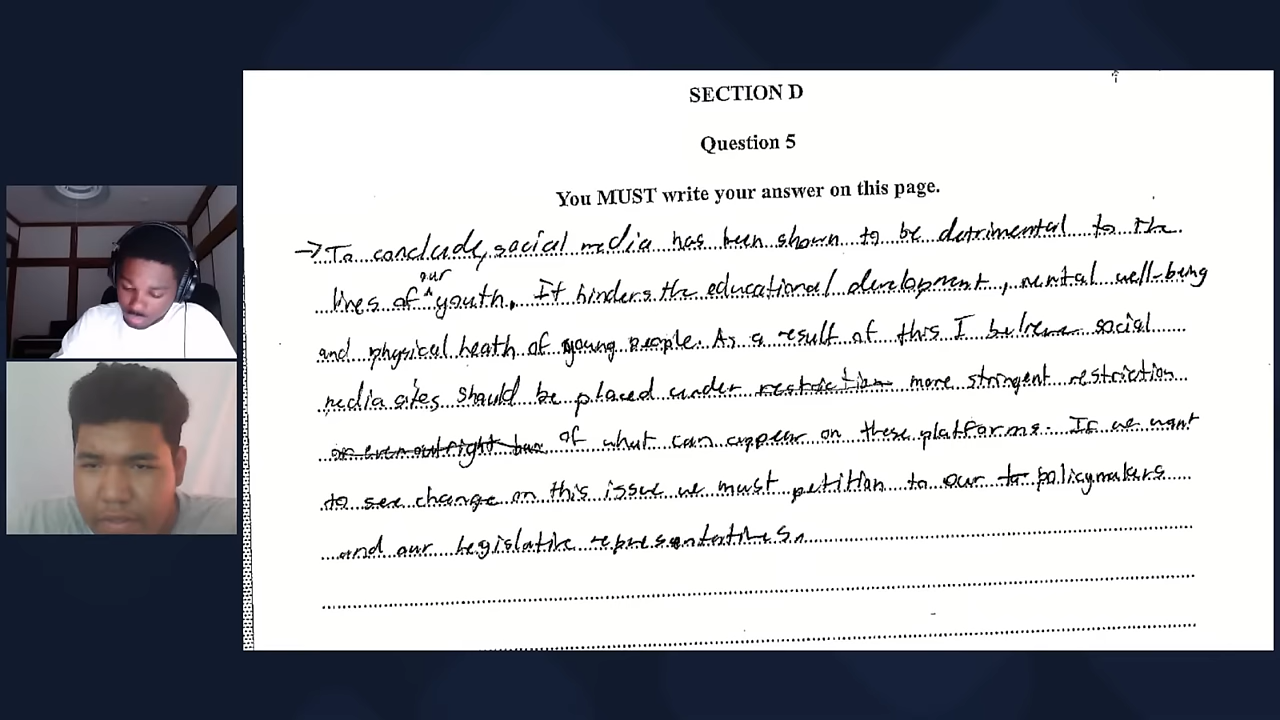 SECTION D
Question 5
You MUST write your answer on this page.
→ To conclude, social media has been shown to be detrimental to the
lives of our youth. It hinders the educational development, mental well-being
and physical heath of young people. As a result of this I believe social
media sites should be placed under restriction more stringent restriction
or even outright ban of what can appear on these platforms. If we want
to see change on this issue we must petition to our to policymakers
and our legislative representatives.